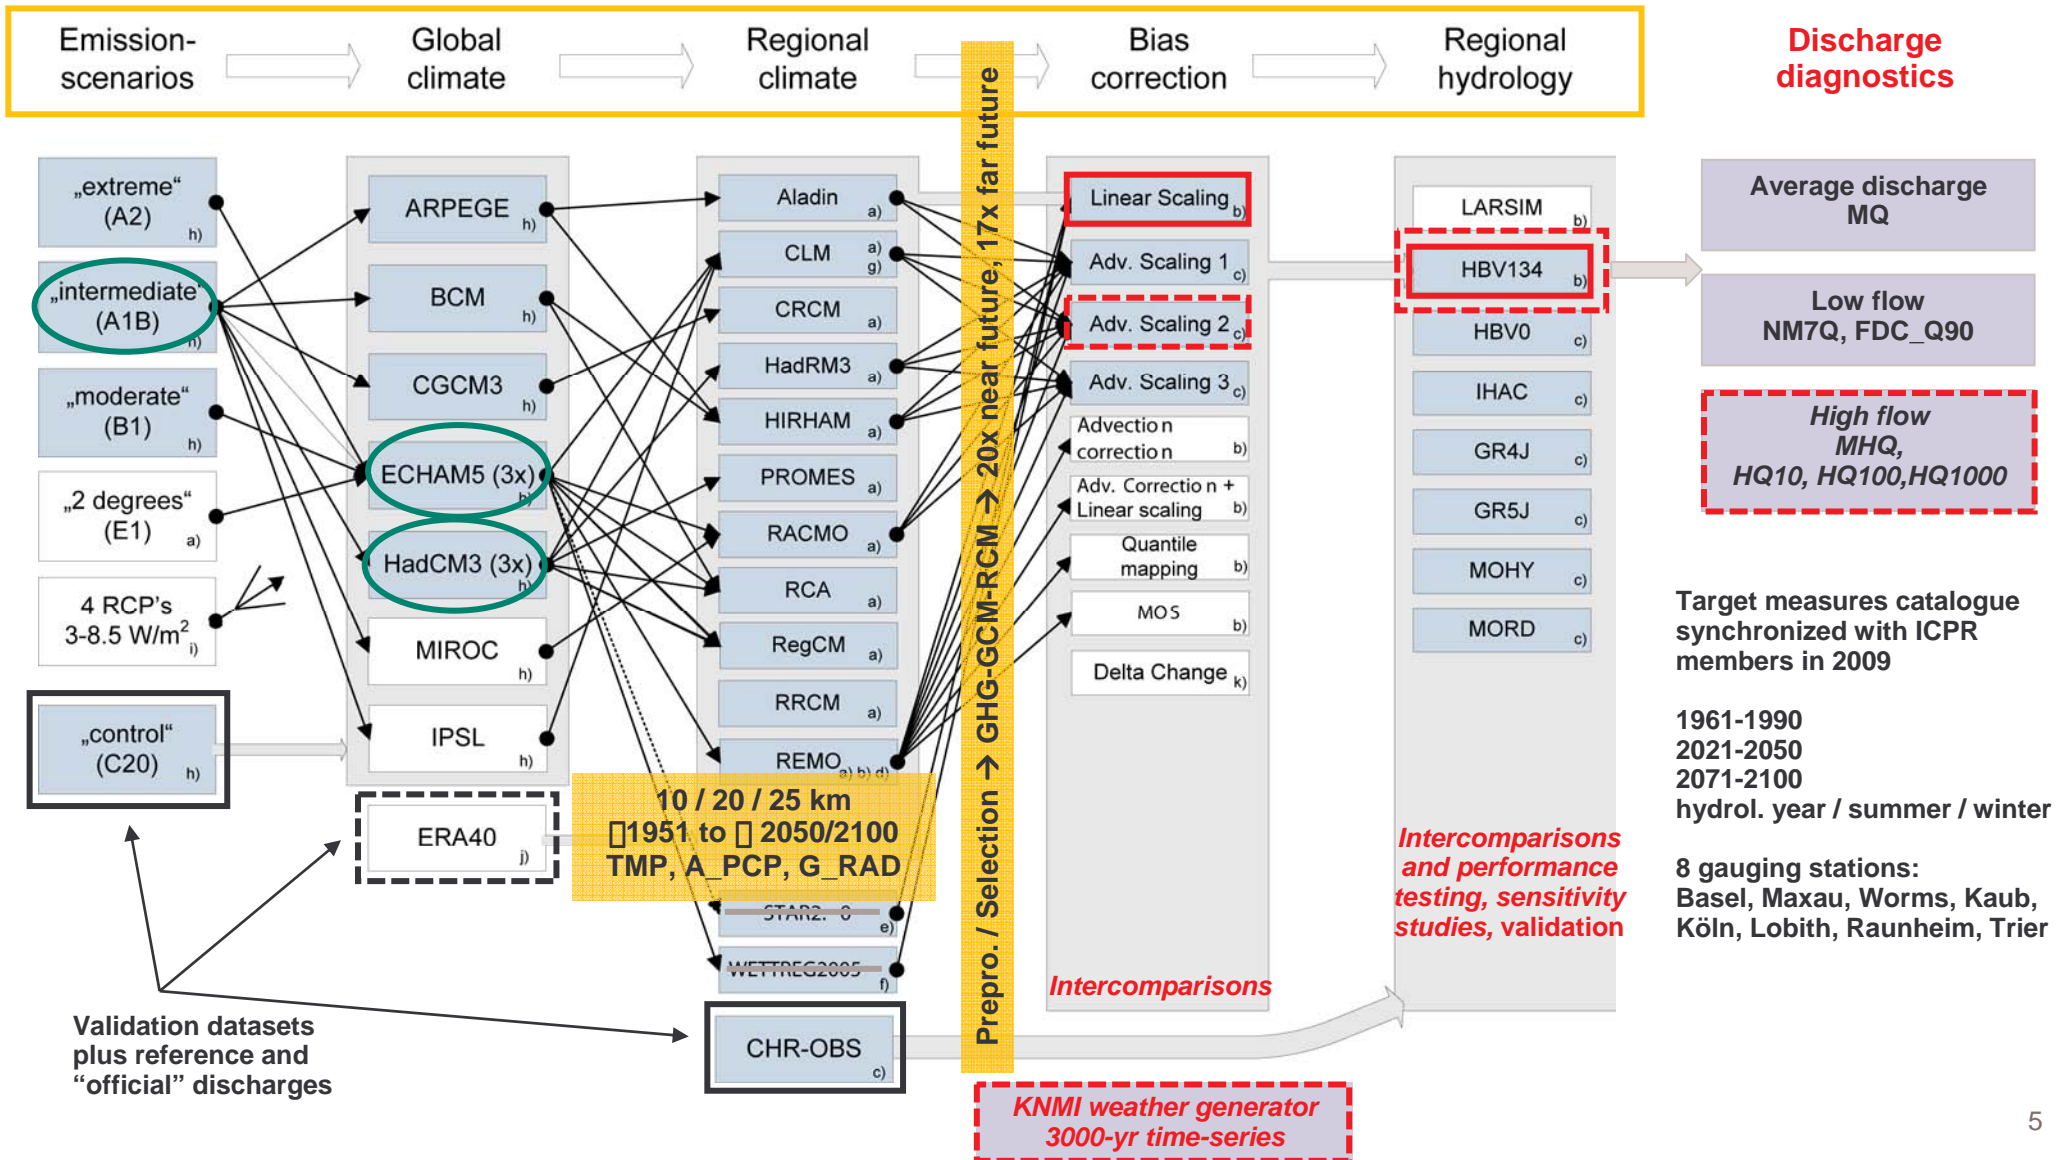 Emission-
scenarios
Global
climate
Regional
climate
Bias
correction
Regional
hydrology
Discharge
diagnostics
„extreme“
(A2)
h)
„intermediate“
(A1B)
h)
„moderate“
(B1)
h)
„2 degrees“
(E1)
a)
4 RCP's
3-8.5 W/m²
i)
„control“
(C20)
h)
Validation datasets
plus reference and
“official” discharges
ARPEGE
h)
BCM
h)
CGCM3
h)
ECHAM5 (3x)
h)
HadCM3 (3x)
h)
MIROC
h)
IPSL
h)
ERA40
j)
Aladin
a)
CLM
a)
g)
CRCM
a)
HadRM3
a)
HIRHAM
a)
PROMES
a)
RACMO
a)
RCA
a)
RegCM
a)
RRCM
a)
REMO
a) b) d)
10 / 20 / 25 km
▯1951 to ▯ 2050/2100
TMP, A_PCP, G_RAD
STAR2. 0
e)
WETTREG2005
f)
CHR-OBS
c)
Prepro. / Selection → GHG-GCM-RCM → 20x near future, 17x far future
Linear Scaling
b)
Adv. Scaling 1
c)
Adv. Scaling 2
c)
Adv. Scaling 3
c)
Advection
correction
b)
Adv. Correction +
Linear scaling
b)
Quantile
mapping
b)
MOS
b)
Delta Change
k)
Intercomparisons
KNMI weather generator
3000-yr time-series
LARSIM
b)
HBV134
b)
HBV0
c)
IHAC
c)
GR4J
c)
GR5J
c)
MOHY
c)
MORD
c)
Intercomparisons
and performance
testing, sensitivity
studies, validation
Average discharge
MQ
Low flow
NM7Q, FDC_Q90
High flow
MHQ,
HQ10, HQ100,HQ1000
Target measures catalogue
synchronized with ICPR
members in 2009
1961-1990
2021-2050
2071-2100
hydrol. year / summer / winter
8 gauging stations:
Basel, Maxau, Worms, Kaub,
Köln, Lobith, Raunheim, Trier
5